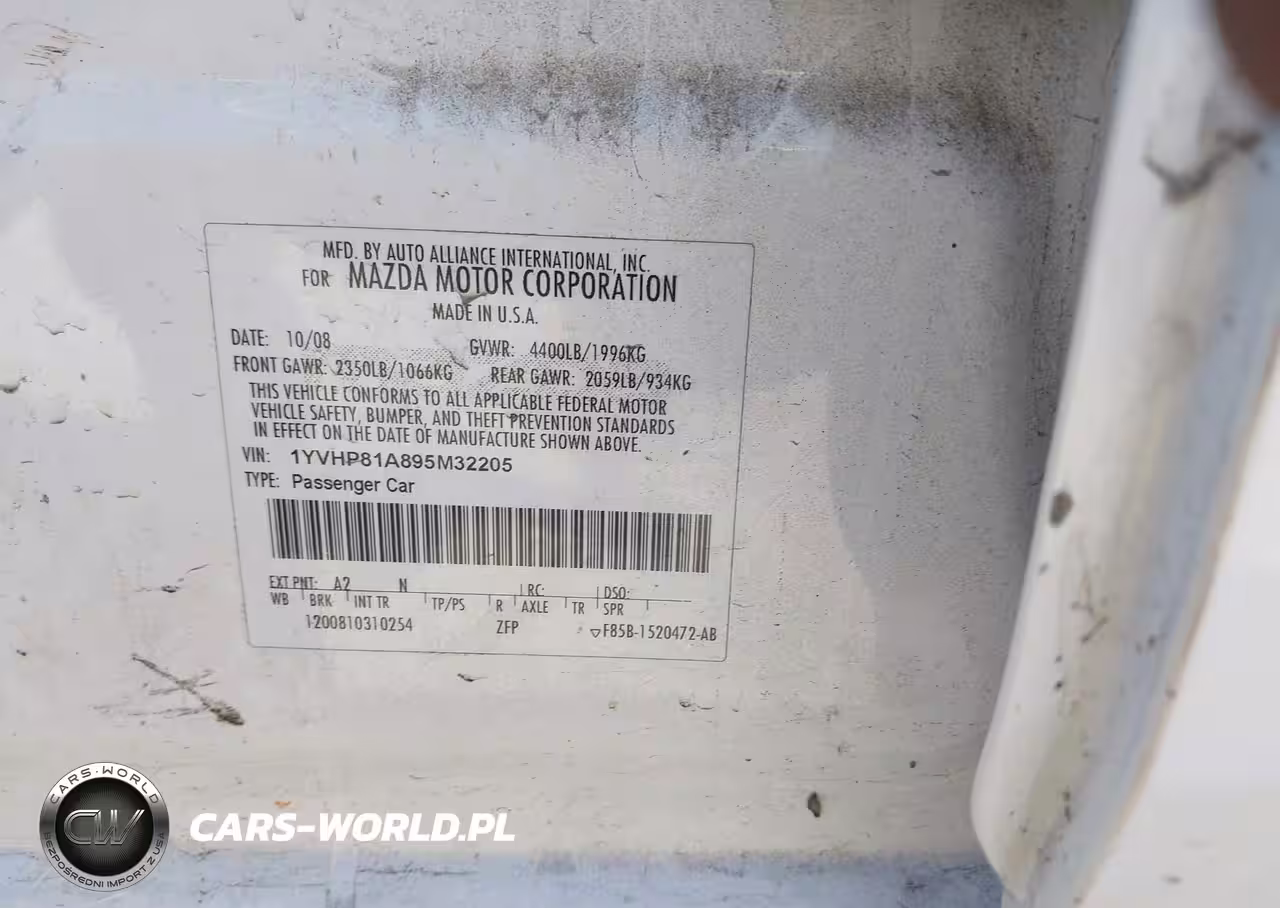 MFD. BY AUTO ALLIANCE INTERNATIONAL, INC.
FOR MAZDA MOTOR CORPORATION
MADE IN U.S.A.
DATE: 10/08 GVWR: 4400LB/1996KG
FRONT GAWR: 2350LB/1066KG REAR GAWR: 2059LB/934KG
THIS VEHICLE CONFORMS TO ALL APPLICABLE FEDERAL MOTOR
VEHICLE SAFETY, BUMPER, AND THEFT PREVENTION STANDARDS
IN EFFECT ON THE DATE OF MANUFACTURE SHOWN ABOVE.
VIN: 1YVHP81A895M32205
TYPE: Passenger Car
EXT PNT: A2 N RC: DSO:
WB BRK INT TR TP/PS R AXLE TR SPR
1200810310254 ZFP F85B-1520472-AB
CARS-WORLD
CW
BEZPOŚREDNI IMPORT Z USA
CARS-WORLD.PL